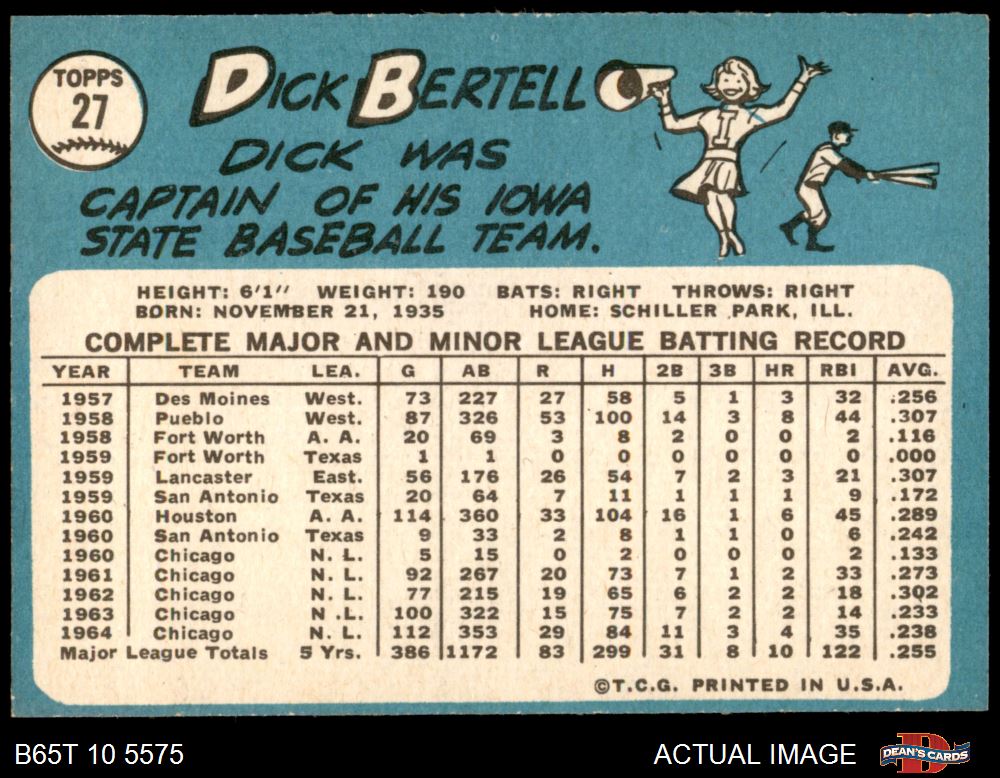 TOPPS
27
DICK BERTELL
DICK WAS
CAPTAIN OF HIS IOWA
STATE BASEBALL TEAM.
I
HEIGHT: 6'1" WEIGHT: 190 BATS: RIGHT THROWS: RIGHT
BORN: NOVEMBER 21, 1935 HOME: SCHILLER PARK, ILL.
COMPLETE MAJOR AND MINOR LEAGUE BATTING RECORD
YEAR TEAM LEA. G AB R H 2B 3B HR RBI AVG.
1957 Des Moines West. 73 227 27 58 5 1 3 32 .256
1958 Pueblo West. 87 326 53 100 14 3 8 44 .307
1958 Fort Worth A. A. 20 69 3 8 2 0 0 2 .116
1959 Fort Worth Texas 1 1 0 0 0 0 0 0 .000
1959 Lancaster East. 56 176 26 54 7 2 3 21 .307
1959 San Antonio Texas 20 64 7 11 1 1 1 9 .172
1960 Houston A. A. 114 360 33 104 16 1 6 45 .289
1960 San Antonio Texas 9 33 2 8 1 1 0 6 .242
1960 Chicago N. L. 5 15 0 2 0 0 0 2 .133
1961 Chicago N. L. 92 267 20 73 7 1 2 33 .273
1962 Chicago N. L. 77 215 19 65 6 2 2 18 .302
1963 Chicago N .L. 100 322 15 75 7 2 2 14 .233
1964 Chicago N. L. 112 353 29 84 11 3 4 35 .238
Major League Totals 5 Yrs. 386 1172 83 299 31 8 10 122 .255
©T.C.G. PRINTED IN U.S.A.
B65T 10 5575 ACTUAL IMAGE D DEAN'S CARDS